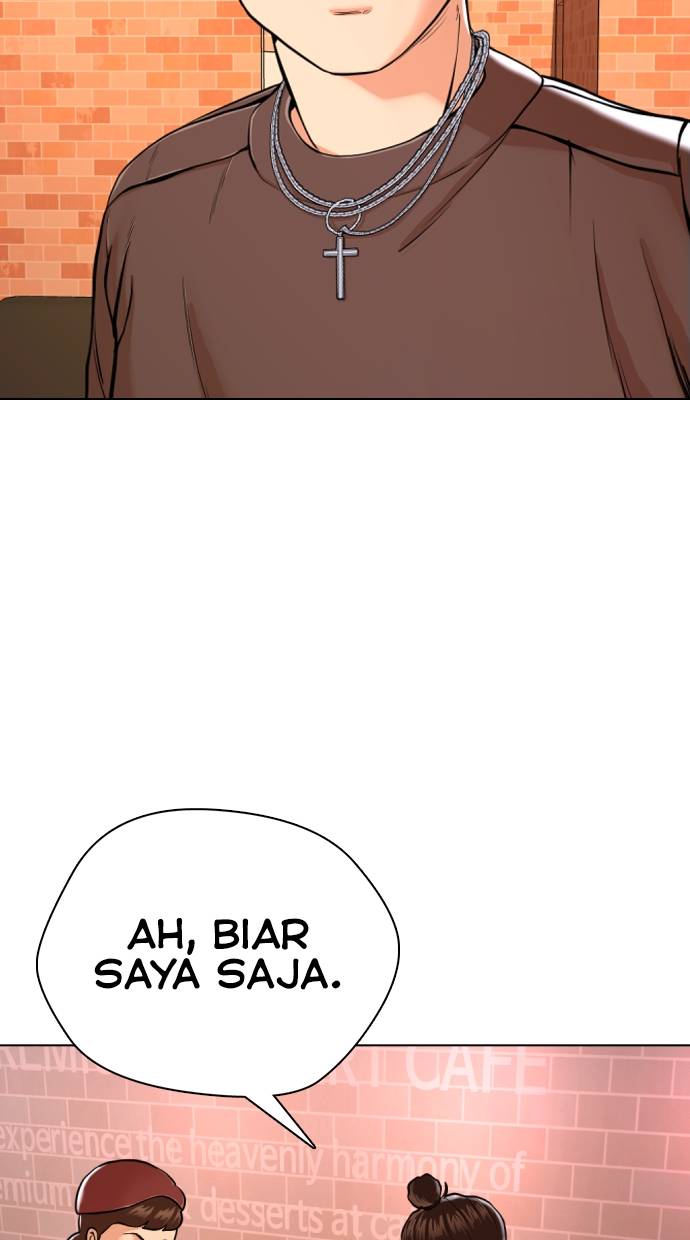 AH, BIAR
SAYA SAJA.
CAFE
experience the heavenly harmony of
desserts at